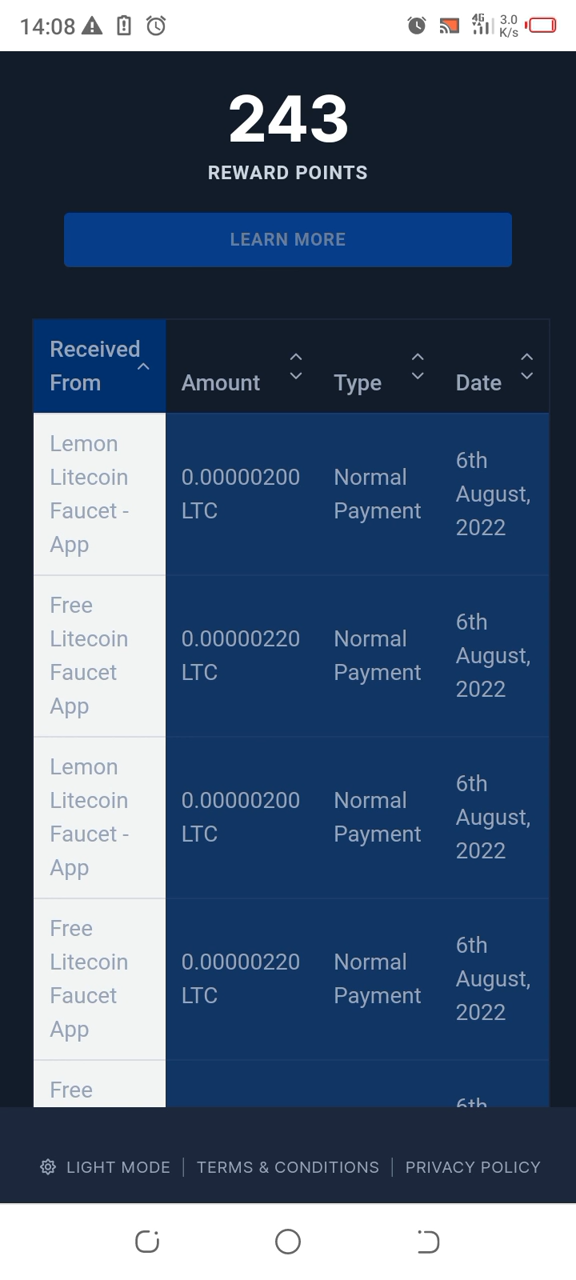 14:08
4G
3.0
K/s
243
REWARD POINTS
LEARN MORE
Received
From
Amount
Type
Date
Lemon
Litecoin
Faucet -
App
0.00000200
LTC
Normal
Payment
6th
August,
2022
Free
Litecoin
Faucet
App
0.00000220
LTC
Normal
Payment
6th
August,
2022
Lemon
Litecoin
Faucet -
App
0.00000200
LTC
Normal
Payment
6th
August,
2022
Free
Litecoin
Faucet
App
0.00000220
LTC
Normal
Payment
6th
August,
2022
Free
6th
LIGHT MODE | TERMS & CONDITIONS | PRIVACY POLICY